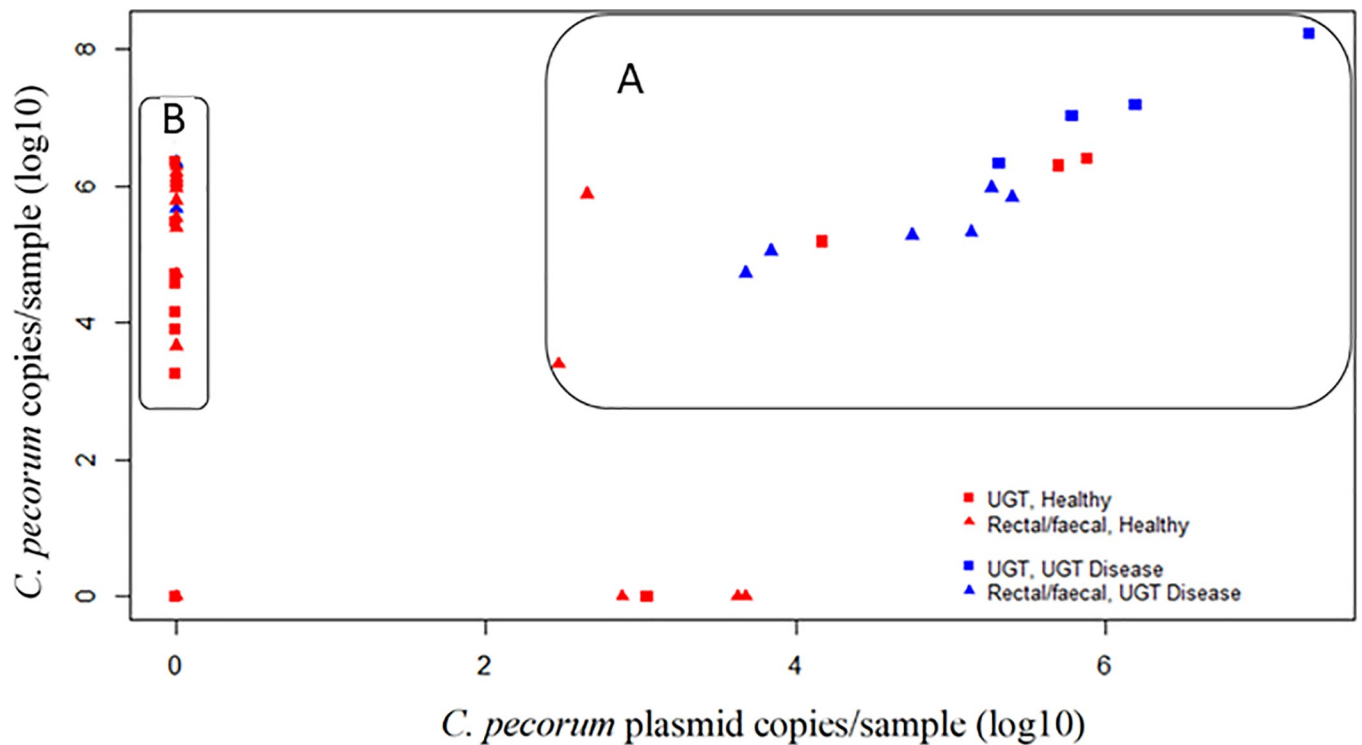 8
6
4
2
0
C. pecorum copies/sample (log10)
B
A
UGT, Healthy
Rectal/faecal, Healthy
UGT, UGT Disease
Rectal/faecal, UGT Disease
0
2
4
6
C. pecorum plasmid copies/sample (log10)